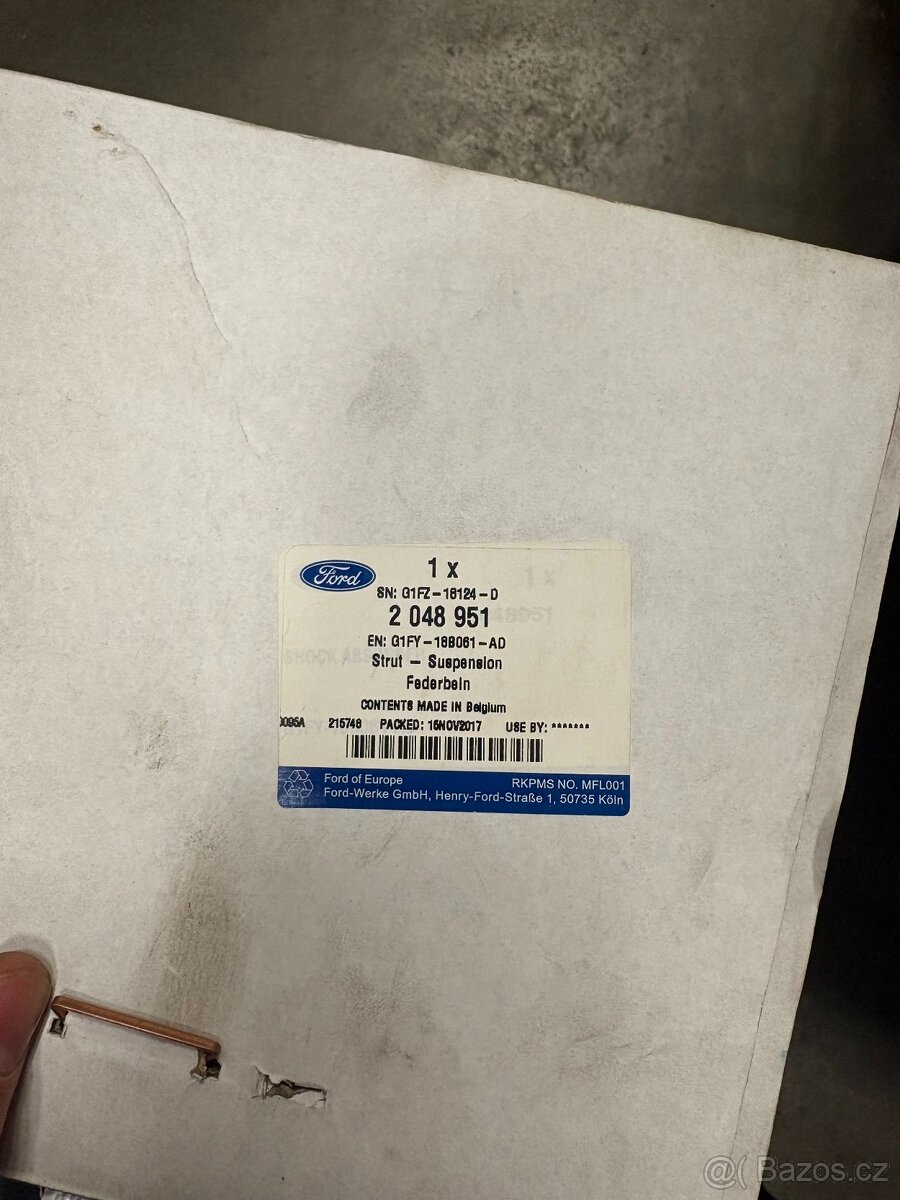 Ford
1 x
SN: G1FZ-18124-D
2 048 951
EN: G1FY-18B061-AD
Strut - Suspension
Federbein
CONTENTS MADE IN Belgium
215746 PACKED: 15NOV2017 USE BY: *******
Ford of Europe
RKPMS NO. MFL001
Ford-Werke GmbH, Henry-Ford-Straße 1, 50735 Köln
@ Bazos.cz